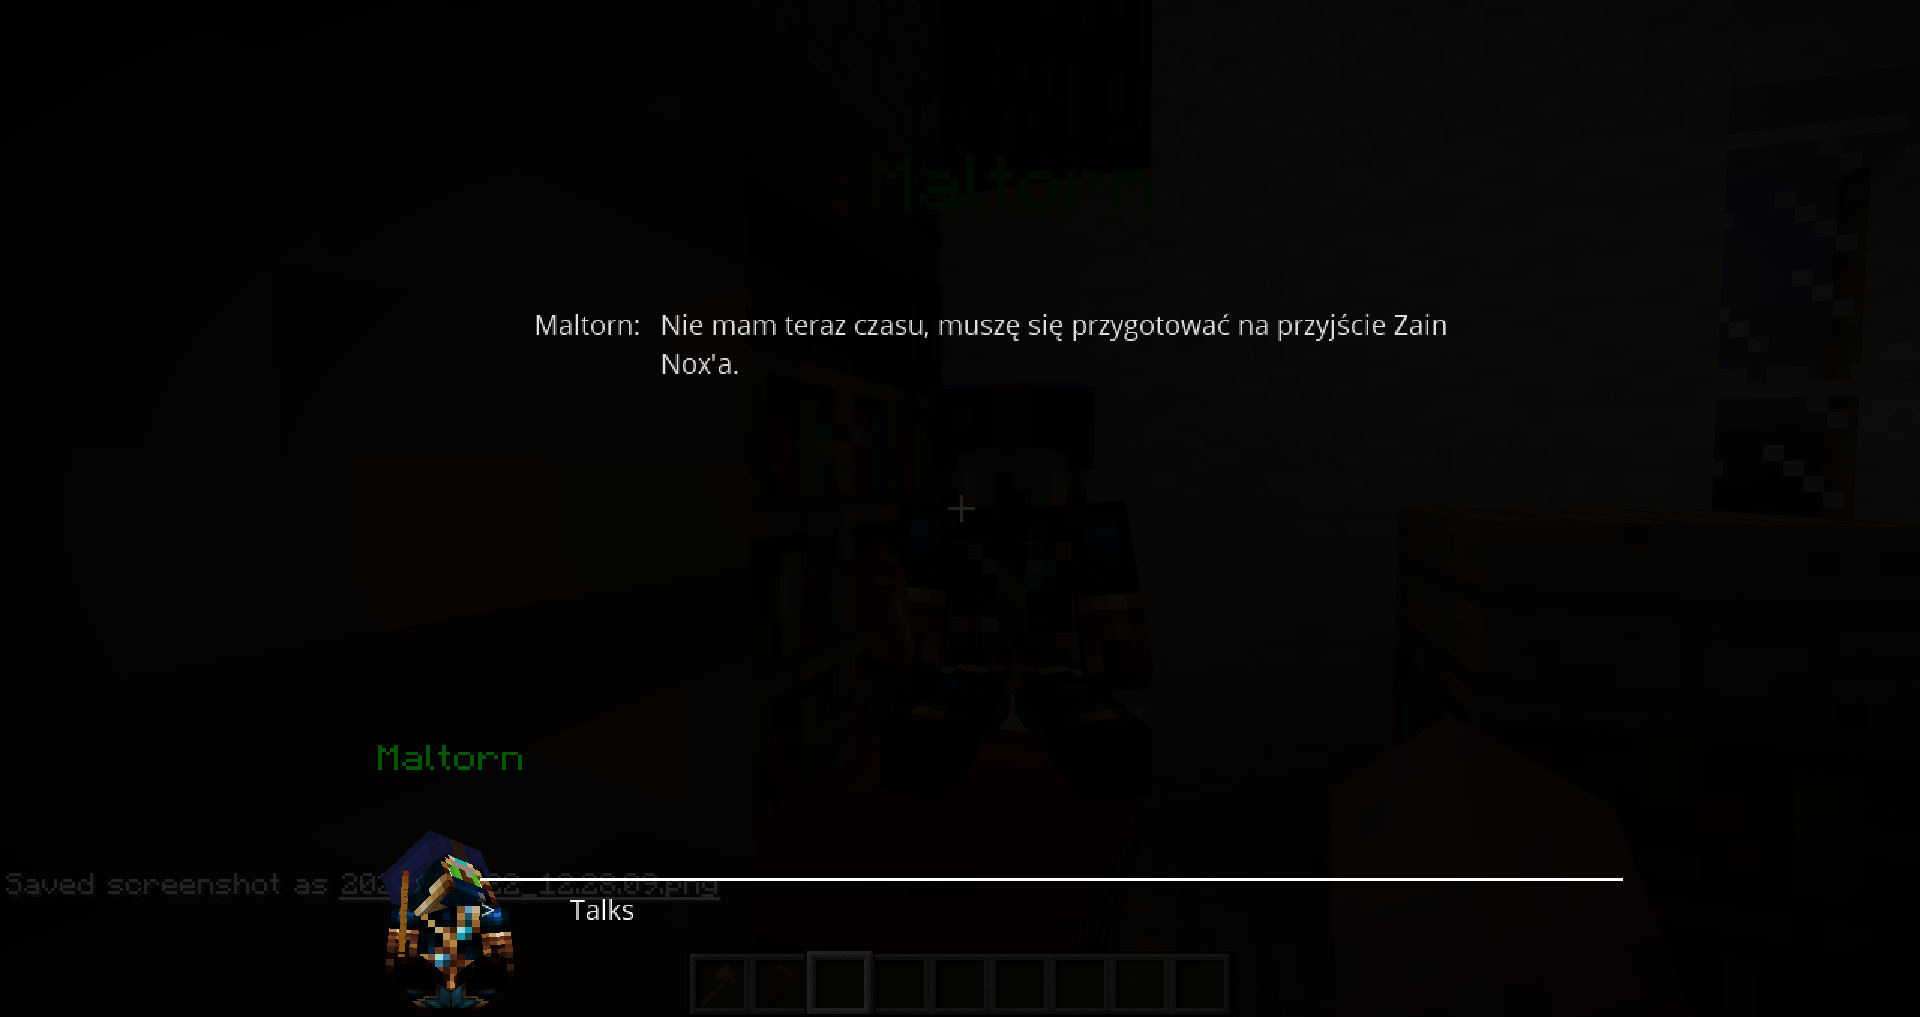 Maltorn
Maltorn: Nie mam teraz czasu, muszę się przygotować na przyjście Zain
Nox'a.
Maltorn
Saved screenshot as
> Talks